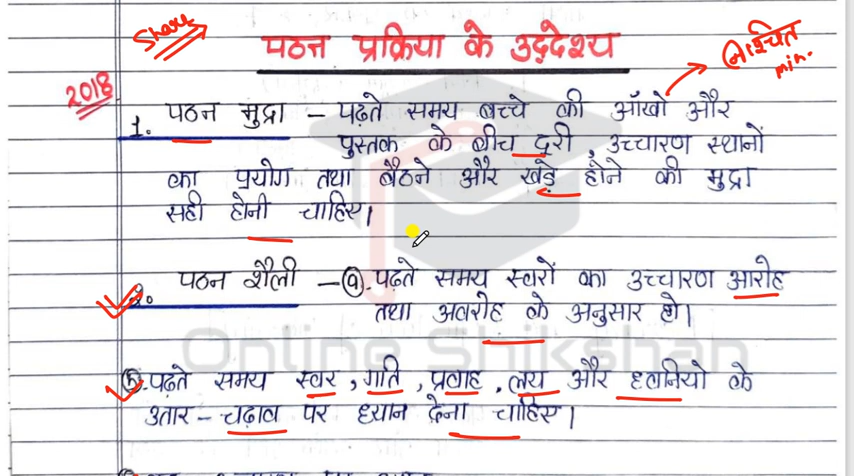 Share
पठन प्रक्रिया के उद्देश्य
निश्चित
min.
2018
1. पठन मुद्रा – पढ़ते समय बच्चे की आँखो और
पुस्तक के बीच दूरी, उच्चारण स्थानों
का प्रयोग तथा बैठने और खड़े होने की मुद्रा
सही होनी चाहिए।
2. पठन शैली – (a). पढते समय स्वरों का उच्चारण आरोह
तथा अवरोह के अनुसार हो।
Online Shikshan
(b). पढ़ते समय स्वर, गति, प्रवाह, लय और ध्वनियो के
उतार – चढ़ाव पर ध्यान देना चाहिए।